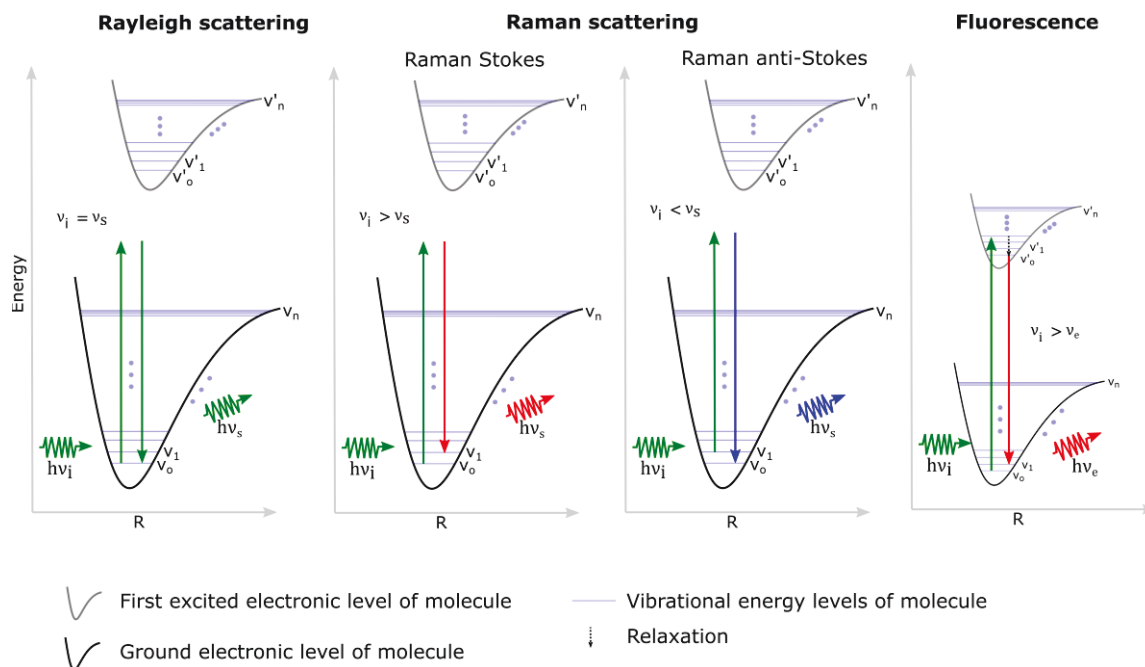 Rayleigh scattering
Raman scattering
Fluorescence
Raman Stokes
Raman anti-Stokes
Energy
v'n
v'1
v'o
νi = νS
vn
v1
vo
hνi
hνs
R
v'n
v'1
v'o
νi > νS
vn
v1
vo
hνi
hνs
R
v'n
v'1
v'o
νi < νS
vn
v1
vo
hνi
hνs
R
v'n
v'1
v'o
νi > νe
vn
v1
vo
hνi
hνe
R
First excited electronic level of molecule
Ground electronic level of molecule
Vibrational energy levels of molecule
Relaxation